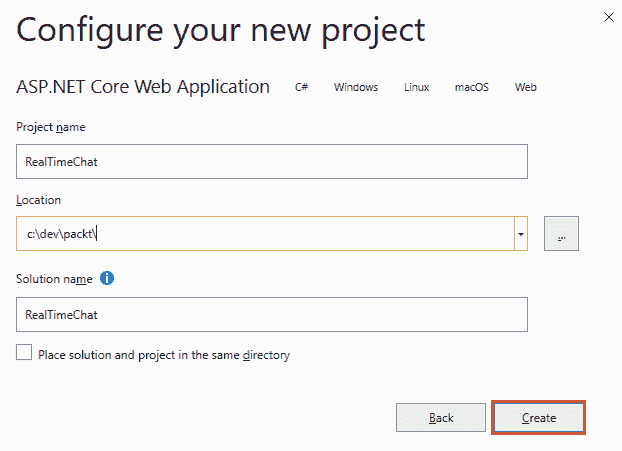 Configure your new project
ASP.NET Core Web Application C# Windows Linux macOS Web
Project name
RealTimeChat
Location
c:\dev\packt\
...
Solution name
RealTimeChat
Place solution and project in the same directory
Back Create